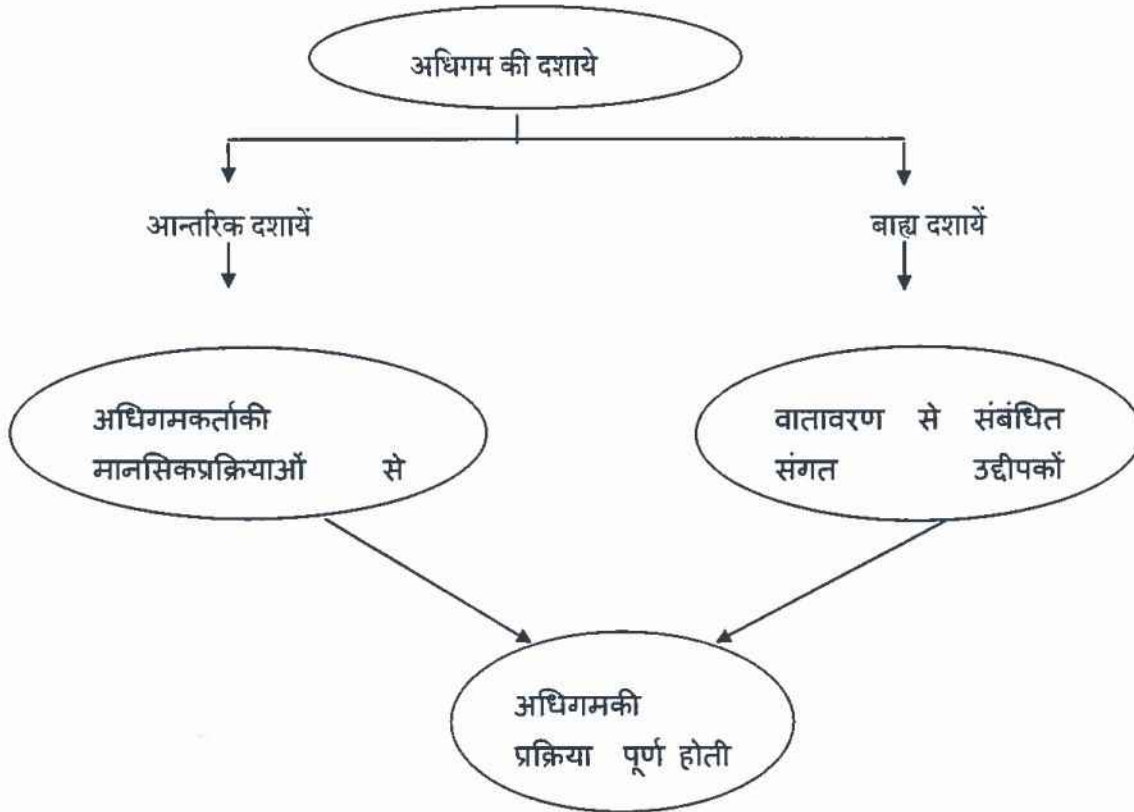 अधिगम की दशाये
आन्तरिक दशायें
बाह्य दशायें
अधिगमकर्ताकी
मानसिकप्रक्रियाओं से
वातावरण से संबंधित
संगत उद्दीपकों
अधिगमकी
प्रक्रिया पूर्ण होती